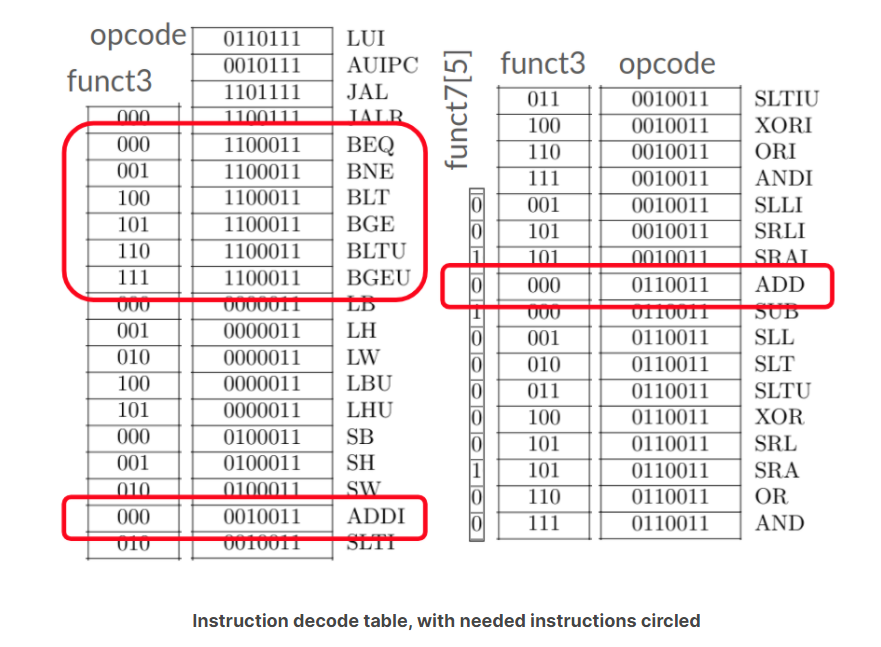 opcode 0110111 LUI
funct3 0010111 AUIPC
1101111 JAL
000 1100111 JALR
000 1100011 BEQ
001 1100011 BNE
100 1100011 BLT
101 1100011 BGE
110 1100011 BLTU
111 1100011 BGEU
000 0000011 LB
001 0000011 LH
010 0000011 LW
100 0000011 LBU
101 0000011 LHU
000 0100011 SB
001 0100011 SH
010 0100011 SW
000 0010011 ADDI
010 0010011 SLTI
funct7[5] funct3 opcode
011 0010011 SLTIU
100 0010011 XORI
110 0010011 ORI
111 0010011 ANDI
0 001 0010011 SLLI
0 101 0010011 SRLI
1 101 0010011 SRAI
0 000 0110011 ADD
1 000 0110011 SUB
0 001 0110011 SLL
0 010 0110011 SLT
0 011 0110011 SLTU
0 100 0110011 XOR
0 101 0110011 SRL
1 101 0110011 SRA
0 110 0110011 OR
0 111 0110011 AND
Instruction decode table, with needed instructions circled